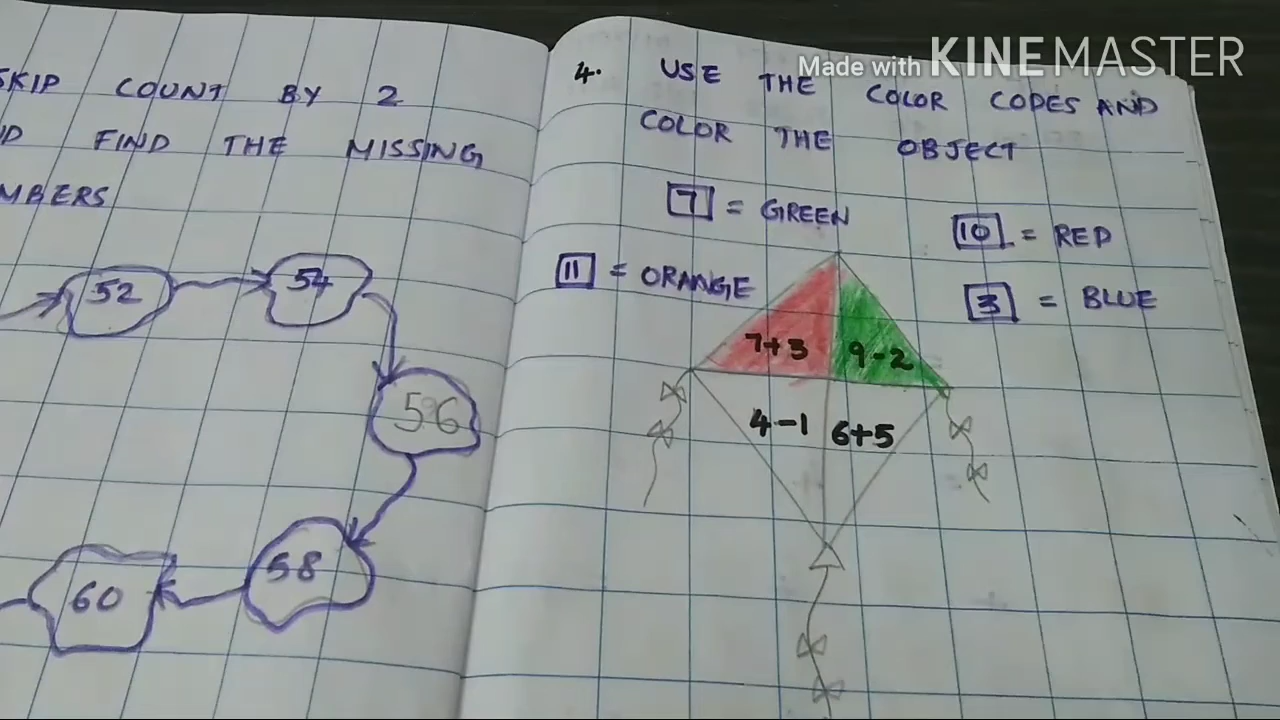 SKIP COUNT BY 2
FIND THE MISSING
MBERS
52
54
56
58
60
Made with KINEMASTER
4. USE THE COLOR CODES AND
COLOR THE OBJECT
7 = GREEN
10 = RED
11 = ORANGE
3 = BLUE
7+3
9-2
4-1
6+5